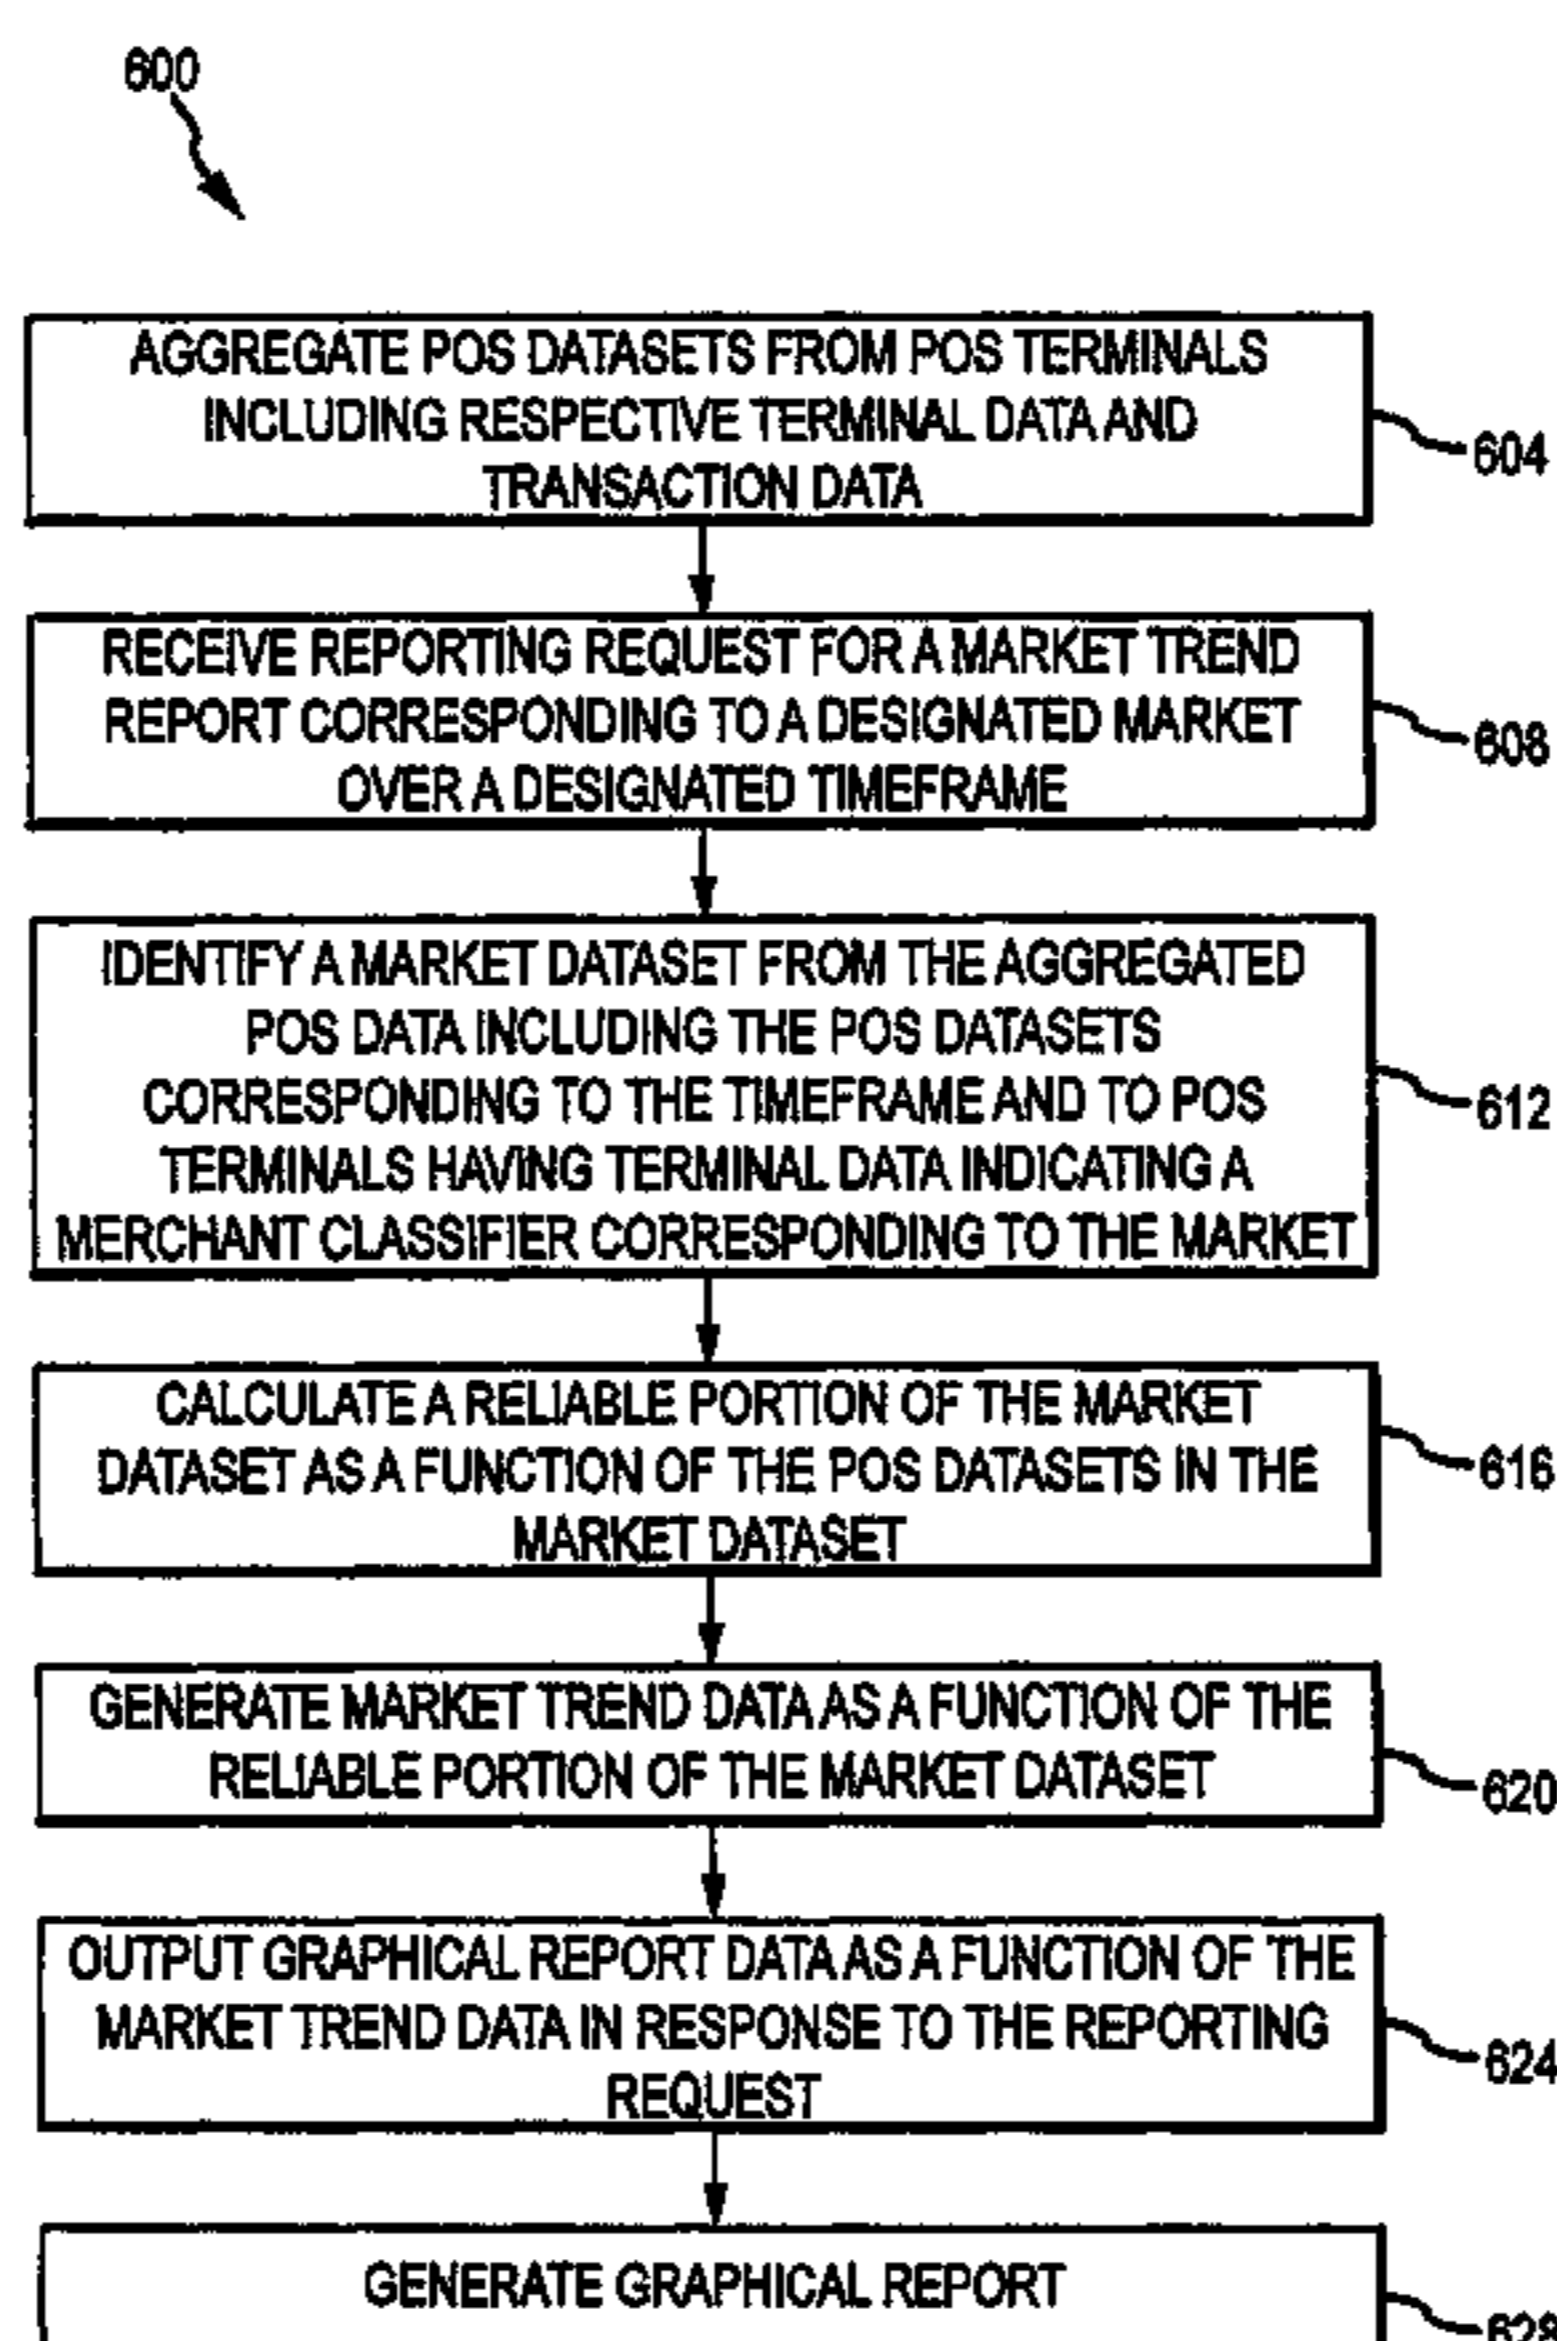 600
AGGREGATE POS DATASETS FROM POS TERMINALS
INCLUDING RESPECTIVE TERMINAL DATA AND
TRANSACTION DATA
604
RECEIVE REPORTING REQUEST FOR A MARKET TREND
REPORT CORRESPONDING TO A DESIGNATED MARKET
OVER A DESIGNATED TIMEFRAME
608
IDENTIFY A MARKET DATASET FROM THE AGGREGATED
POS DATA INCLUDING THE POS DATASETS
CORRESPONDING TO THE TIMEFRAME AND TO POS
TERMINALS HAVING TERMINAL DATA INDICATING A
MERCHANT CLASSIFIER CORRESPONDING TO THE MARKET
612
CALCULATE A RELIABLE PORTION OF THE MARKET
DATASET AS A FUNCTION OF THE POS DATASETS IN THE
MARKET DATASET
616
GENERATE MARKET TREND DATA AS A FUNCTION OF THE
RELIABLE PORTION OF THE MARKET DATASET
620
OUTPUT GRAPHICAL REPORT DATA AS A FUNCTION OF THE
MARKET TREND DATA IN RESPONSE TO THE REPORTING
REQUEST
624
GENERATE GRAPHICAL REPORT
628